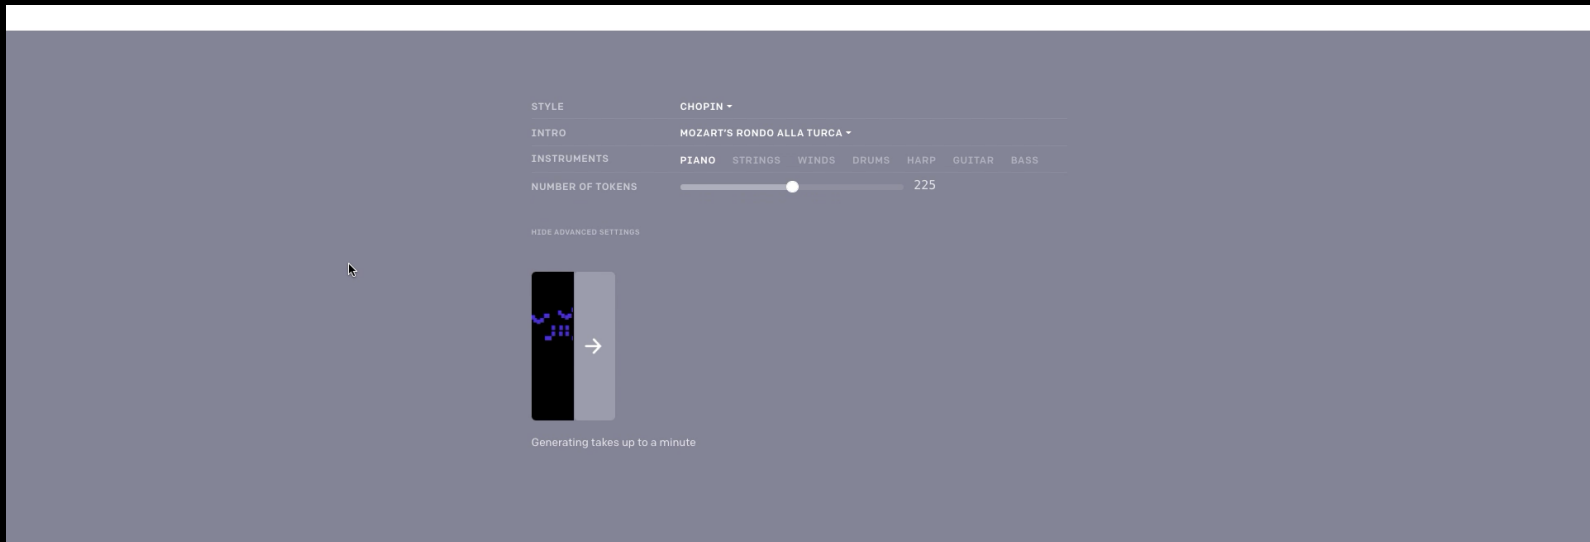 STYLE CHOPIN
INTRO MOZART'S RONDO ALLA TURCA
INSTRUMENTS PIANO STRINGS WINDS DRUMS HARP GUITAR BASS
NUMBER OF TOKENS 225
HIDE ADVANCED SETTINGS
Generating takes up to a minute